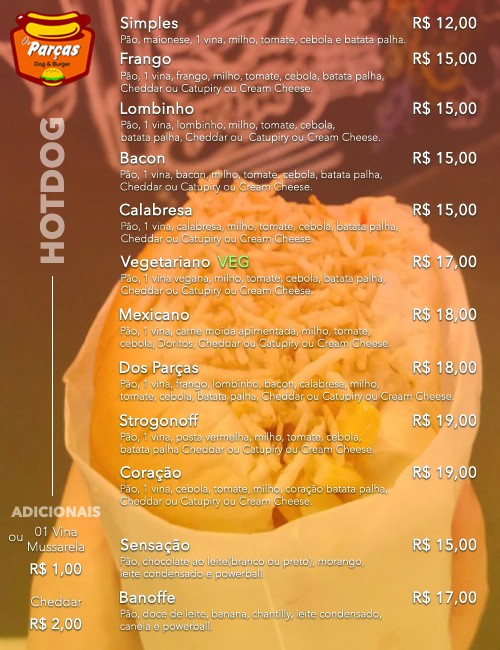 Os
Parças
Dog & Burger
HOTDOG
Simples R$ 12,00
Pão, maionese, 1 vina, milho, tomate, cebola e batata palha.
Frango R$ 15,00
Pão, 1 vina, frango, milho, tomate, cebola, batata palha,
Cheddar ou Catupiry ou Cream Cheese.
Lombinho R$ 15,00
Pão, 1 vina, lombinho, milho, tomate, cebola,
batata palha, Cheddar ou Catupiry ou Cream Cheese.
Bacon R$ 15,00
Pão, 1 vina, bacon, milho, tomate, cebola, batata palha,
Cheddar ou Catupiry ou Cream Cheese.
Calabresa R$ 15,00
Pão, 1 vina, calabresa, milho, tomate, cebola, batata palha,
Cheddar ou Catupiry ou Cream Cheese
Vegetariano VEG R$ 17,00
Pão, 1 vina vegana, milho, tomate, cebola, batata palha,
Cheddar ou Catupiry ou Cream Cheese.
Mexicano R$ 18,00
Pão, 1 vina, carne moida apimentada, milho, tomate,
cebola, Doritos, Cheddar ou Catupiry ou Cream Cheese.
Dos Parças R$ 18,00
Pão, 1 vina, frango, lombinho, bacon, calabresa, milho,
tomate, cebola, batata palha, Cheddar ou Catupiry ou Cream Cheese.
Strogonoff R$ 19,00
Pão, 1 vina, posta vermelha, milho, tomate, cebola,
batata palha Cheddar ou Catupiry ou Cream Cheese.
Coração R$ 19,00
Pão, 1 vina, cebola, tomate, milho, coração batata palha,
Cheddar ou Catupiry ou Cream Cheese.
Sensação R$ 15,00
Pão, chocolate ao leite(branco ou preto), morango,
leite condensado e powerball.
Banoffe R$ 17,00
Pão, doce de leite, banana, chantilly, leite condensado,
canela e powerball.
ADICIONAIS
ou 01 Vina
Mussarela
R$ 1,00
Cheddar
R$ 2,00